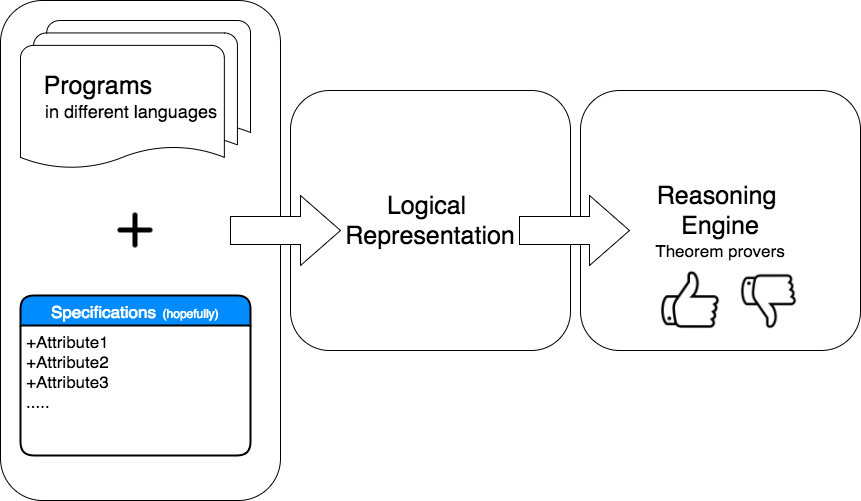 Programs
in different languages
+
Specifications (hopefully)
+Attribute1
+Attribute2
+Attribute3
.....
Logical
Representation
Reasoning
Engine
Theorem provers